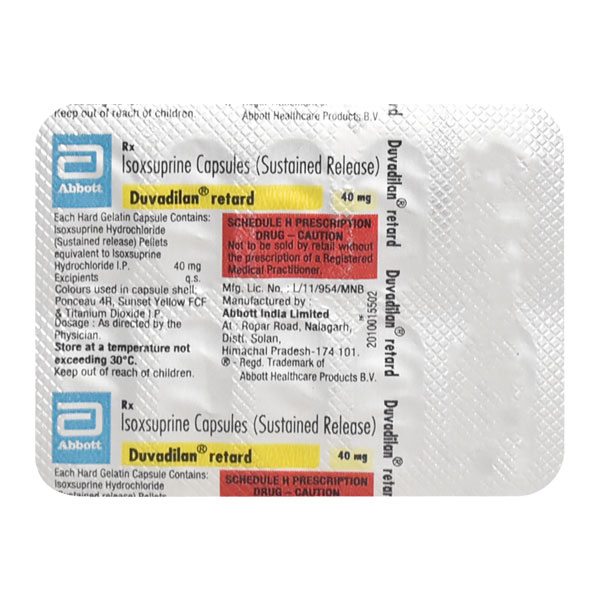 Keep out of reach of children.
Abbott Healthcare Products B.V.
Abbott
Rx
Isoxsuprine Capsules (Sustained Release)
Duvadilan® retard 40 mg
Each Hard Gelatin Capsule Contains:
Isoxsuprine Hydrochloride
(Sustained release) Pellets
equivalent to Isoxsuprine
Hydrochloride I.P. 40 mg
Excipients q.s.
Colours used in capsule shell:
Ponceau 4R, Sunset Yellow FCF
& Titanium Dioxide I.P.
Dosage : As directed by the
Physician.
Store at a temperature not
exceeding 30°C.
Keep out of reach of children.
SCHEDULE H PRESCRIPTION
DRUG – CAUTION
Not to be sold by retail without
the prescription of a Registered
Medical Practitioner.
Mfg. Lic. No. : L/11/954/MNB
Manufactured by :
Abbott India Limited
At : Ropar Road, Nalagarh,
Distt. Solan,
Himachal Pradesh-174 101.
® - Regd. Trademark of
Abbott Healthcare Products B.V.
2010015502
rd
Duvadilan® retard
Duvadilan® retard
Duvadilan® retar
Abbott
Rx
Isoxsuprine Capsules (Sustained Release)
Duvadilan® retard 40 mg
Each Hard Gelatin Capsule Contains:
Isoxsuprine Hydrochloride
(Sustained release) Pellets
SCHEDULE H PRESCRIPTION
DRUG – CAUTION